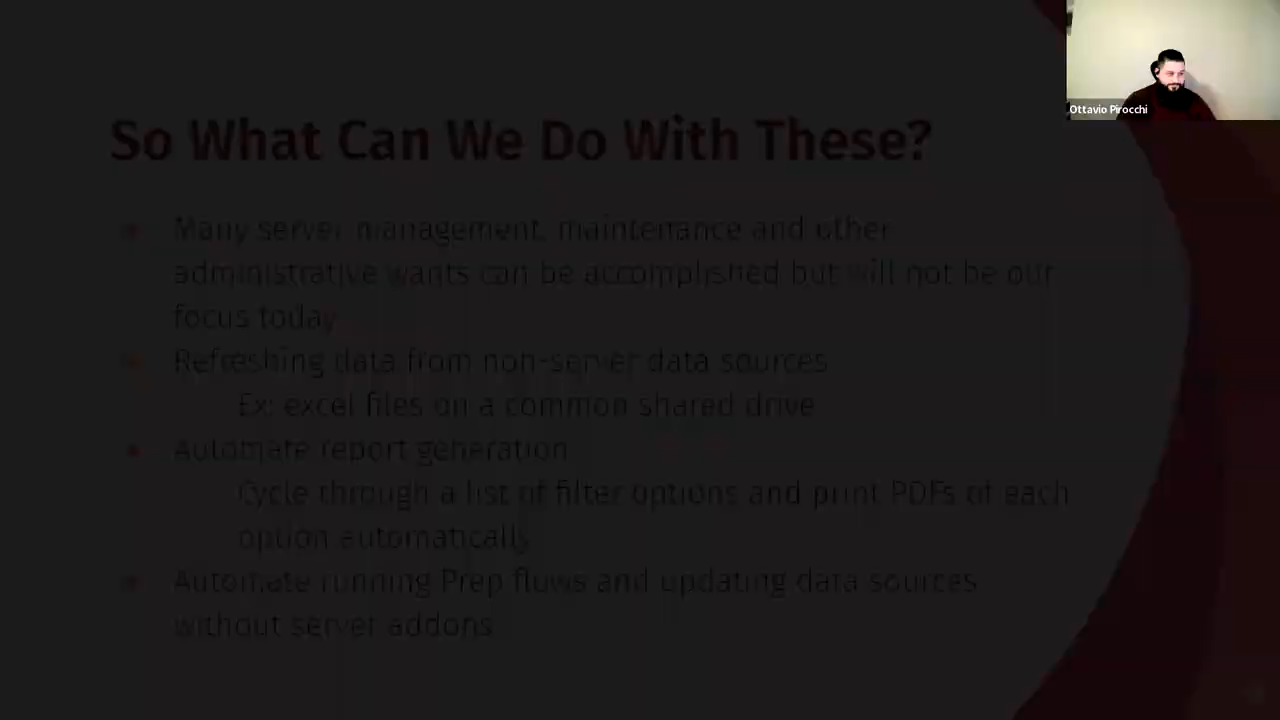 Ottavio Pirocchi
So What Can We Do With These?
Many server management, maintenance and other
administrative wants can be accomplished but will not be our
focus today
Refreshing data from non-server data sources
Ex: excel files on a common shared drive
Automate report generation
Cycle through a list of filter options and print PDFs of each
option automatically
Automate running Prep flows and updating data sources
without server addons